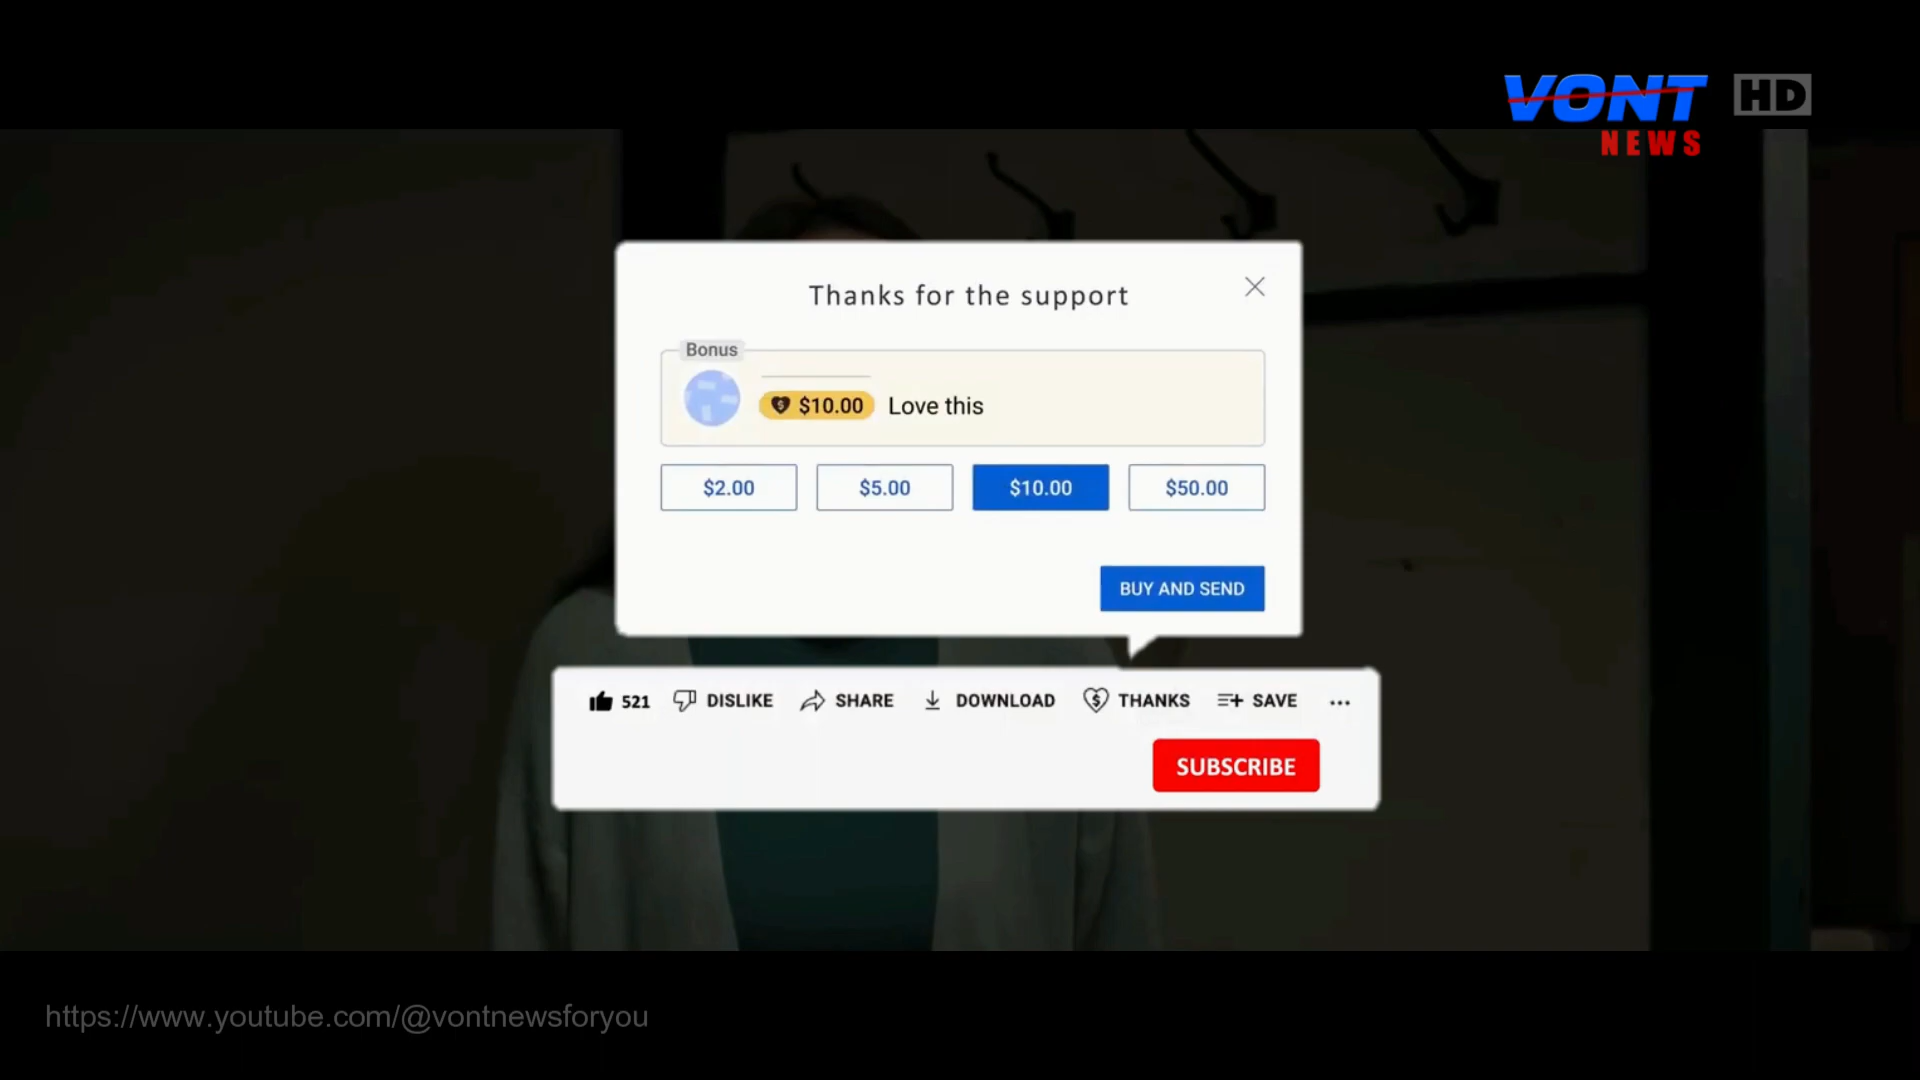 VONT HD
NEWS
Thanks for the support
Bonus
$10.00 Love this
$2.00 $5.00 $10.00 $50.00
BUY AND SEND
521 DISLIKE SHARE DOWNLOAD THANKS SAVE ...
SUBSCRIBE
https://www.youtube.com/@vontnewsforyou